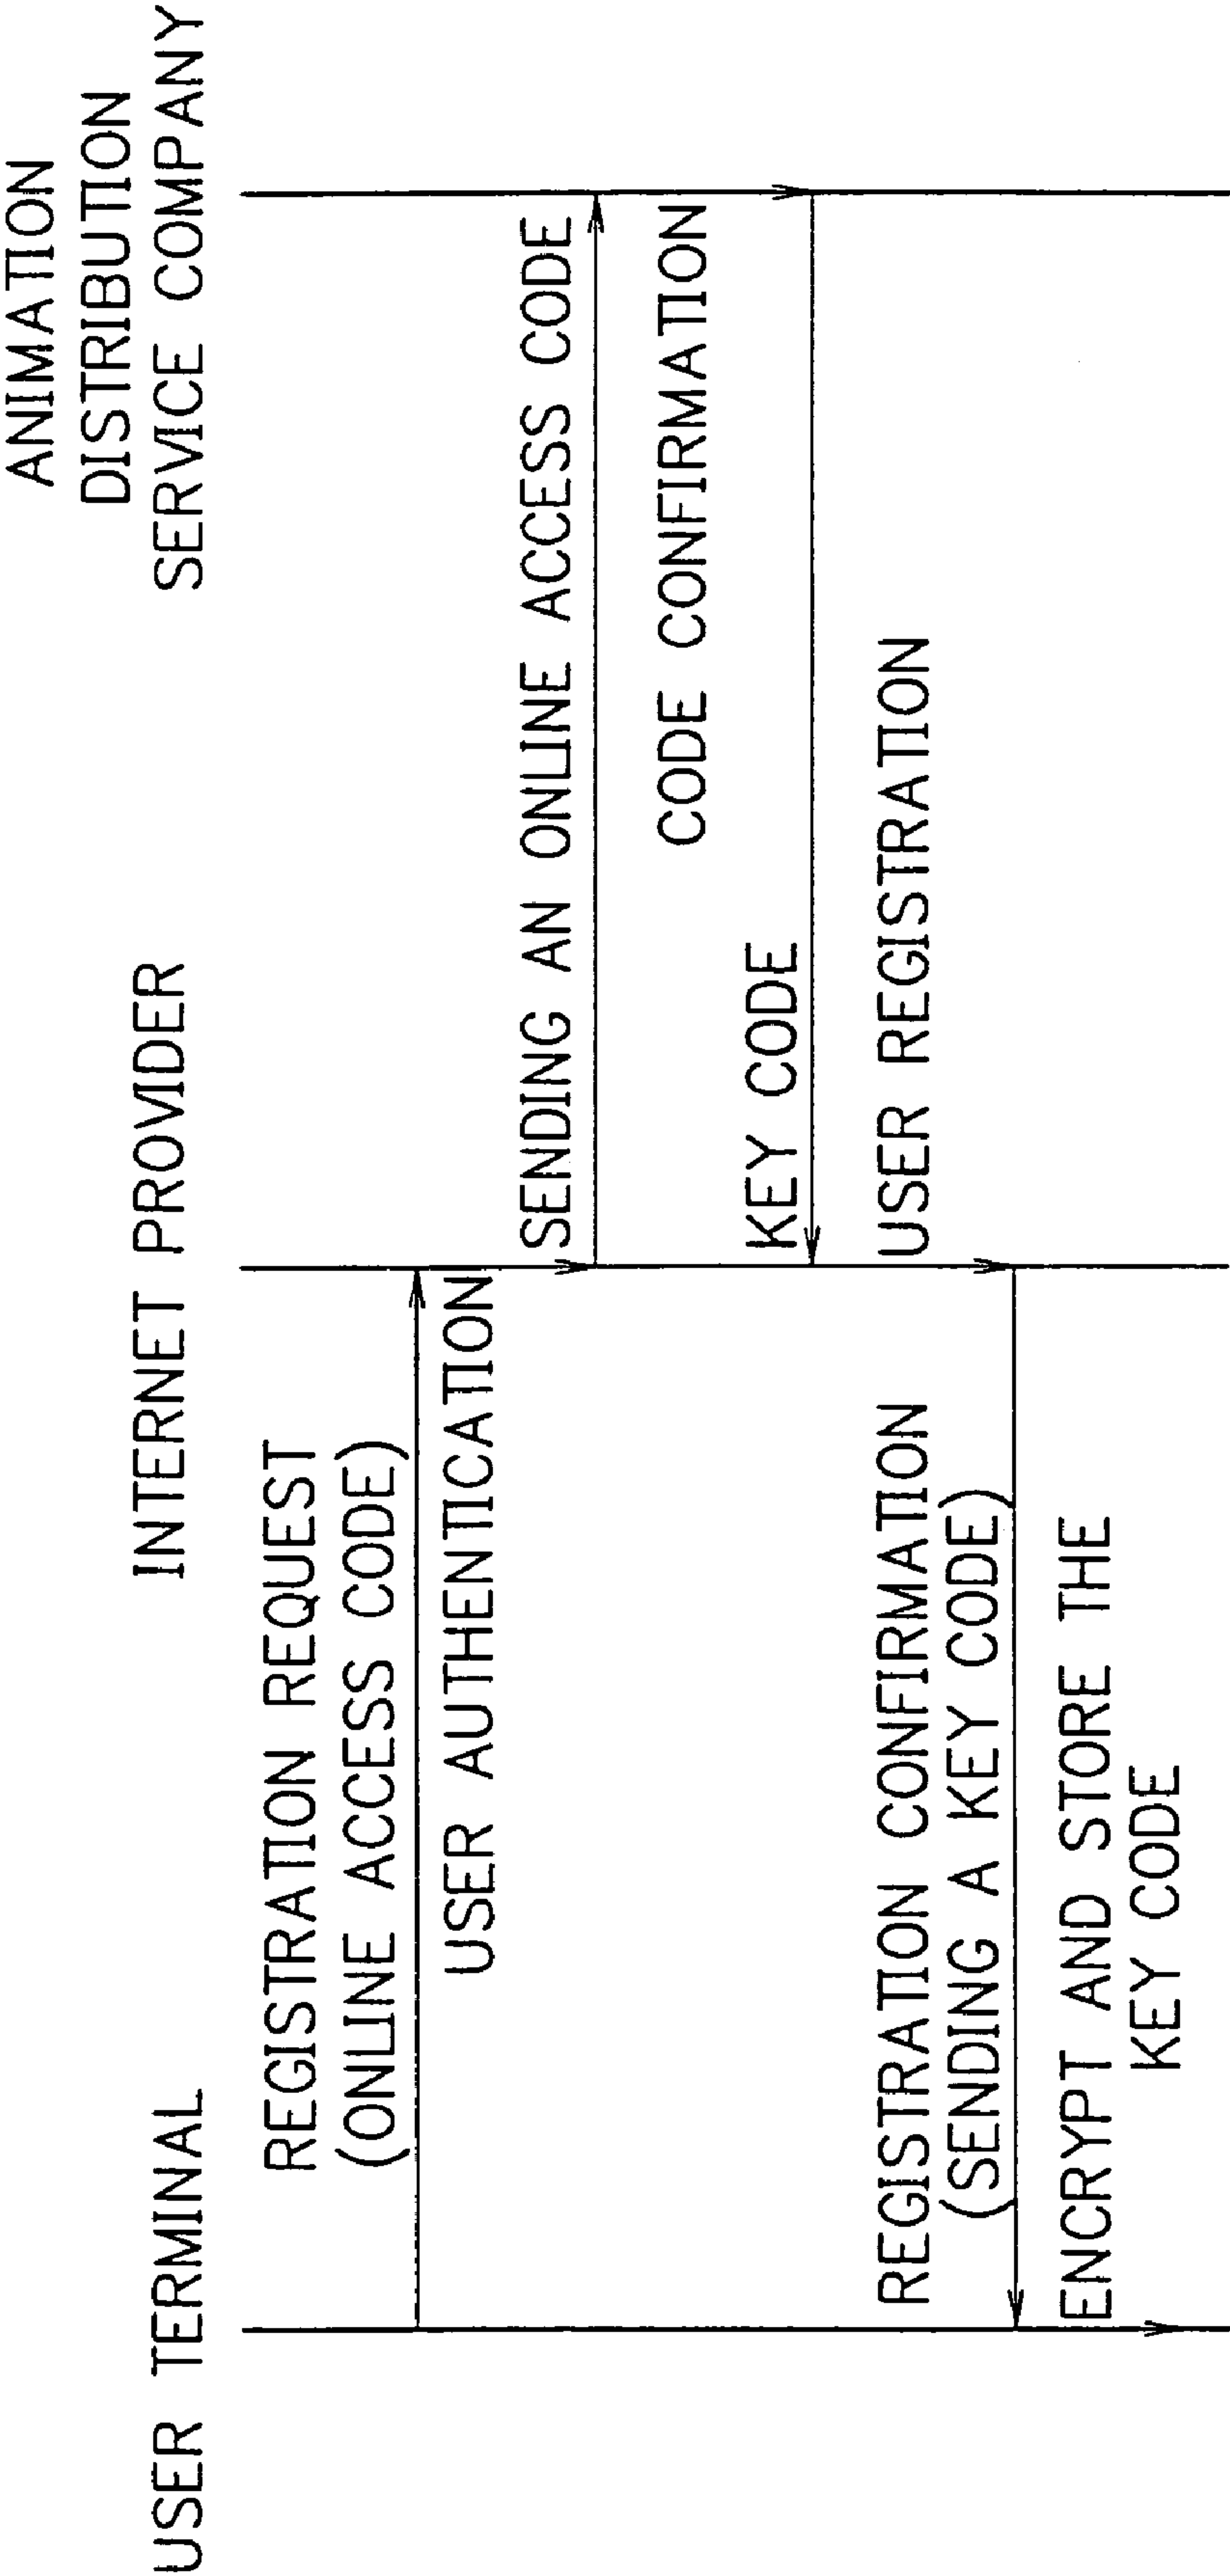 USER TERMINAL
INTERNET PROVIDER
ANIMATION
DISTRIBUTION
SERVICE COMPANY
REGISTRATION REQUEST
(ONLINE ACCESS CODE)
USER AUTHENTICATION
SENDING AN ONLINE ACCESS CODE
CODE CONFIRMATION
KEY CODE
USER REGISTRATION
REGISTRATION CONFIRMATION
(SENDING A KEY CODE)
ENCRYPT AND STORE THE
KEY CODE